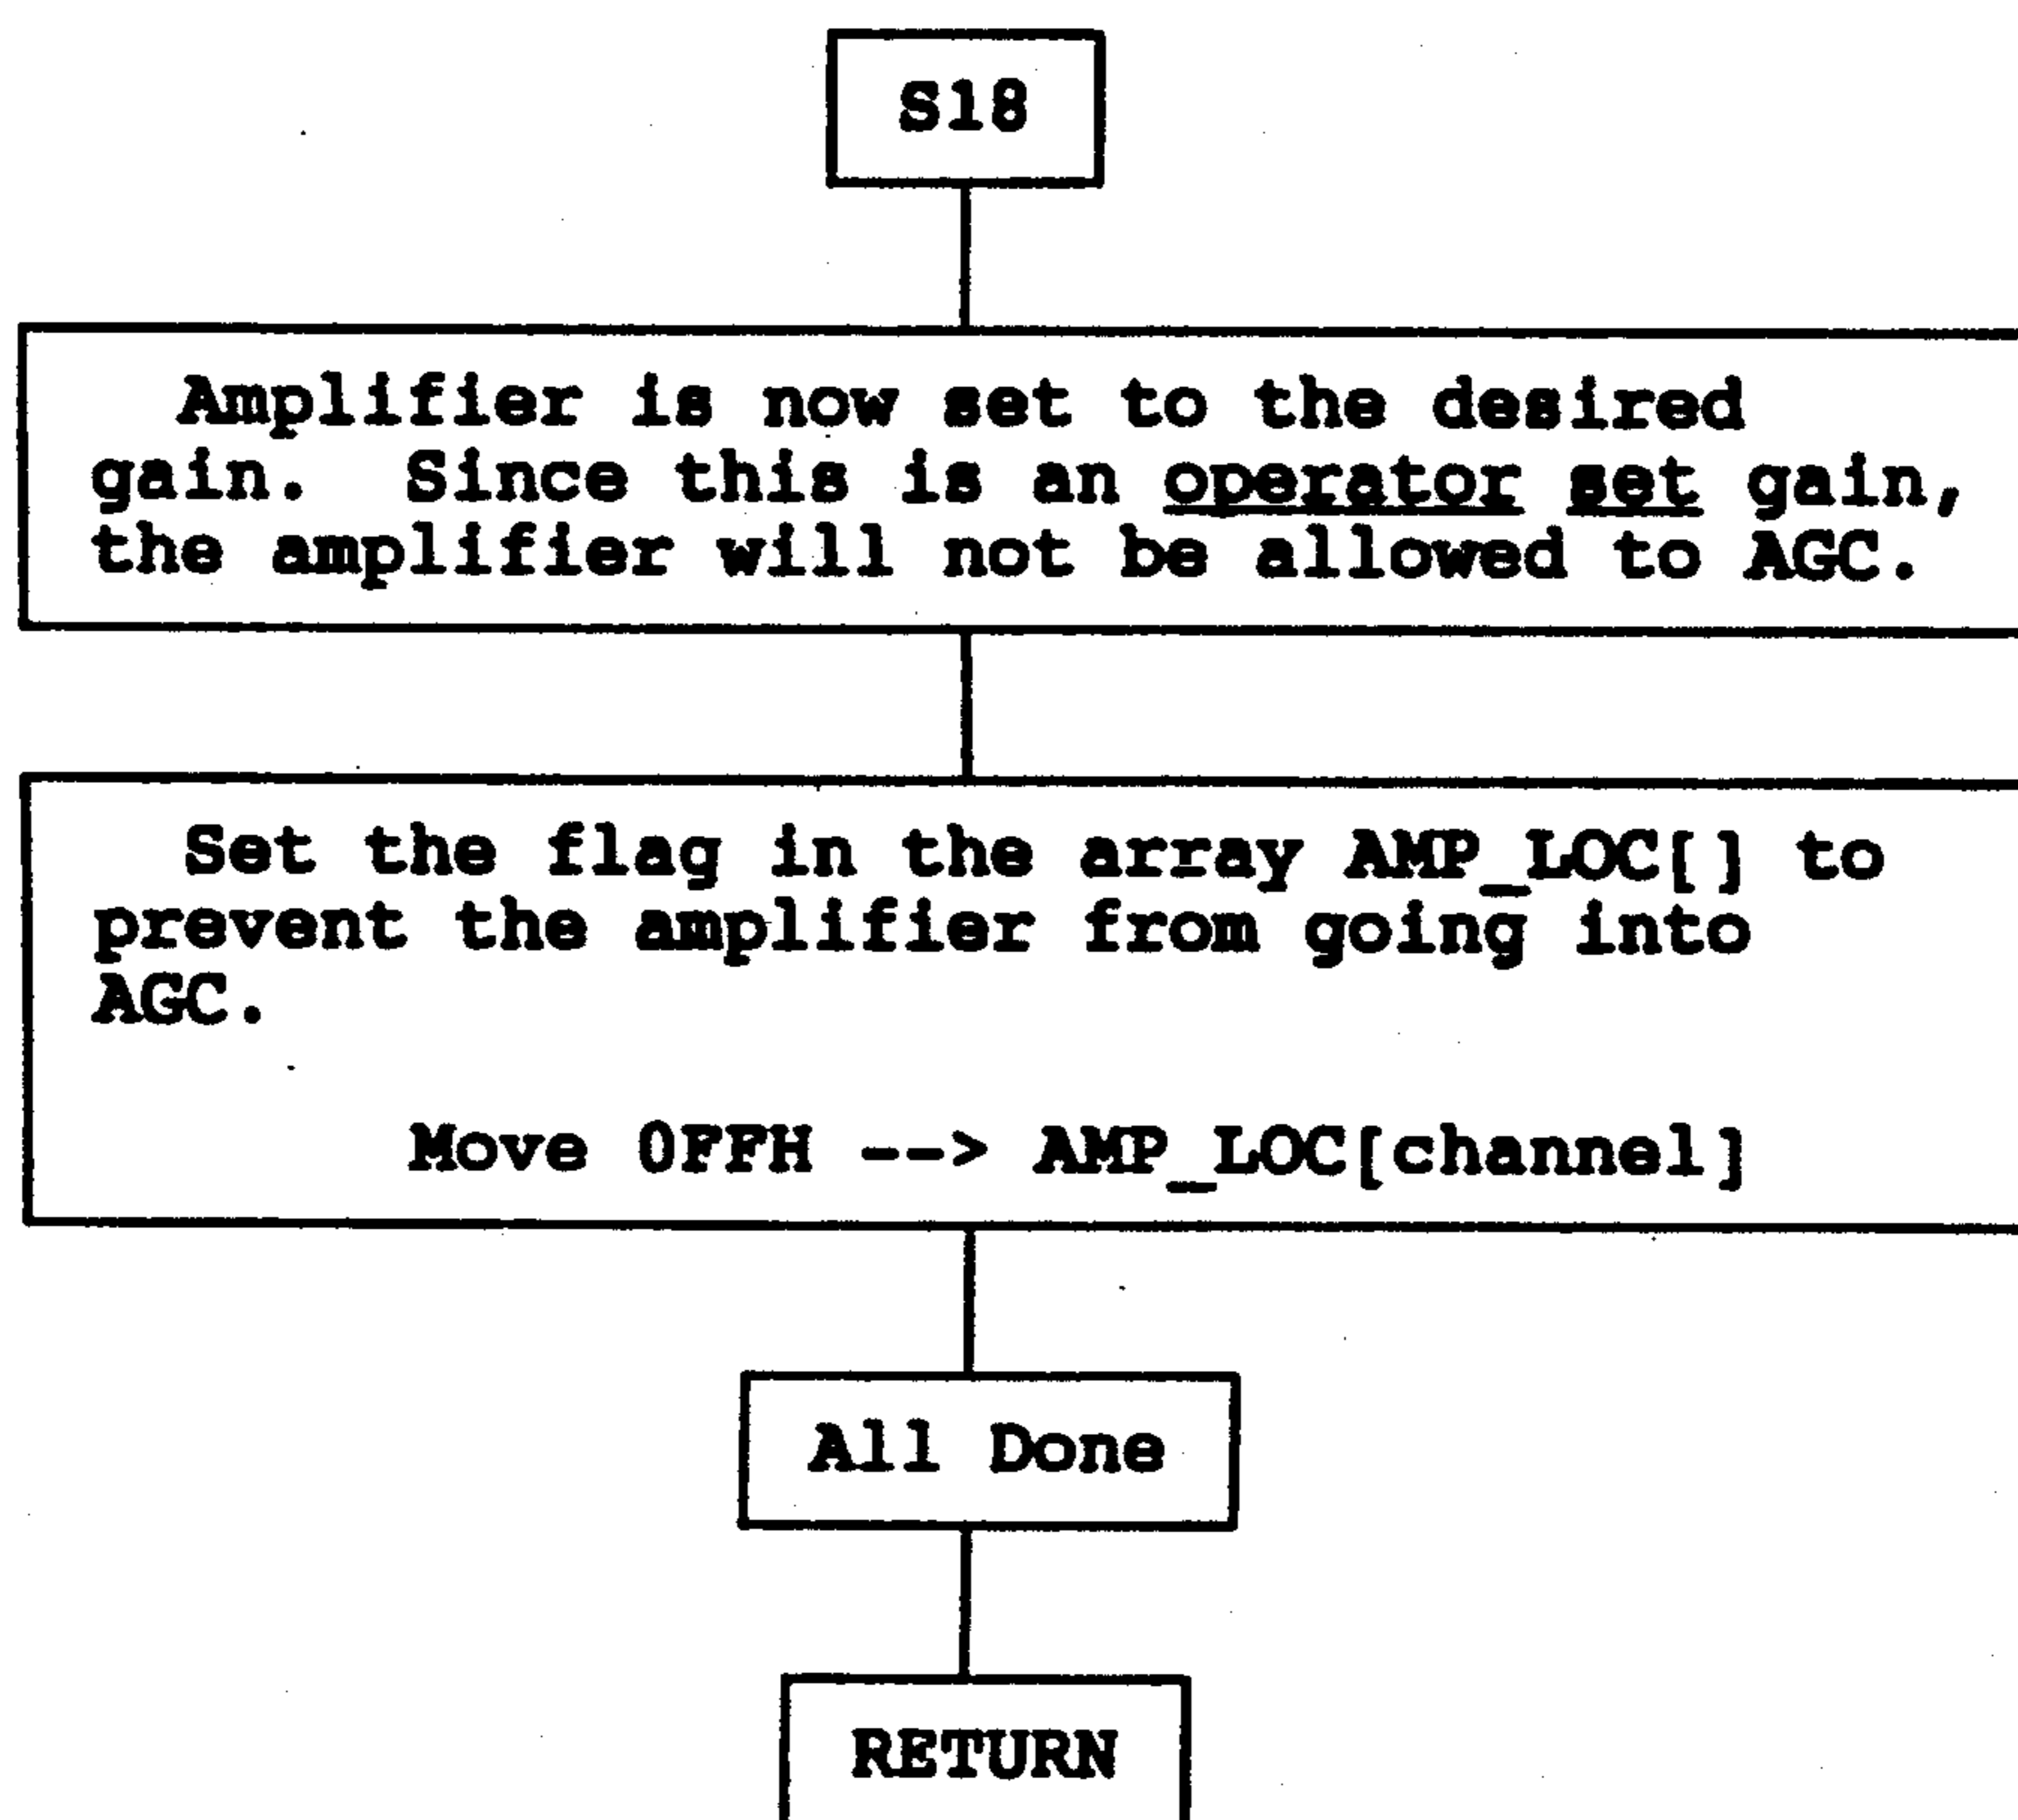 S18
Amplifier is now set to the desired
gain. Since this is an operator set gain,
the amplifier will not be allowed to AGC.
Set the flag in the array AMP_LOC[] to
prevent the amplifier from going into
AGC.
Move 0FFH --> AMP_LOC[channel]
All Done
RETURN